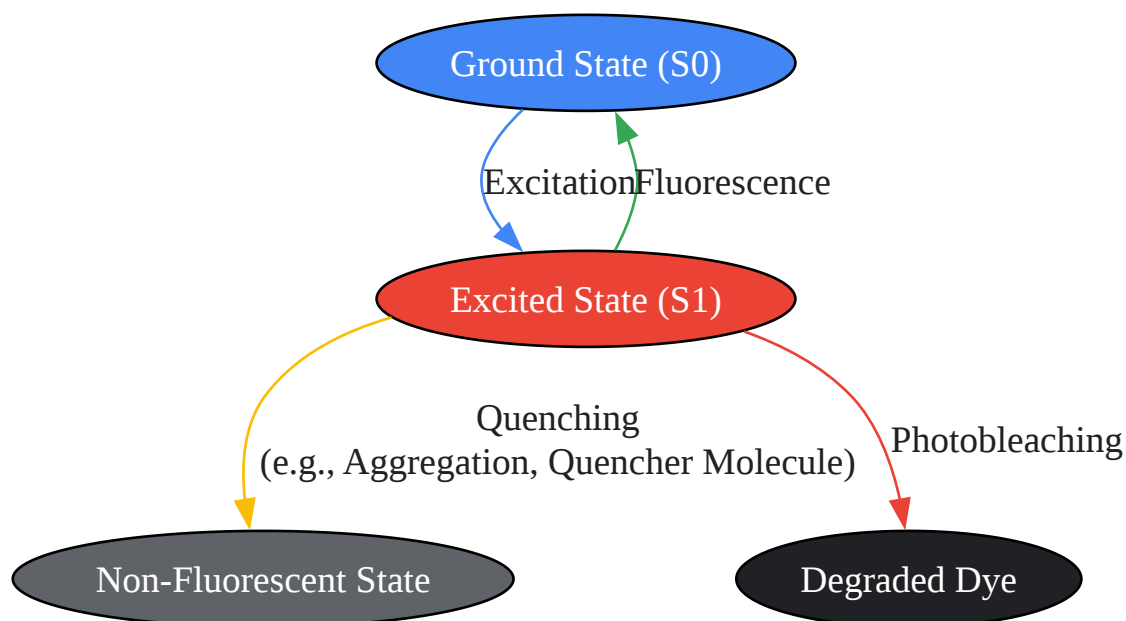 Ground State (S0)
Excitation
Fluorescence
Excited State (S1)
Quenching
(e.g., Aggregation, Quencher Molecule)
Photobleaching
Non-Fluorescent State
Degraded Dye